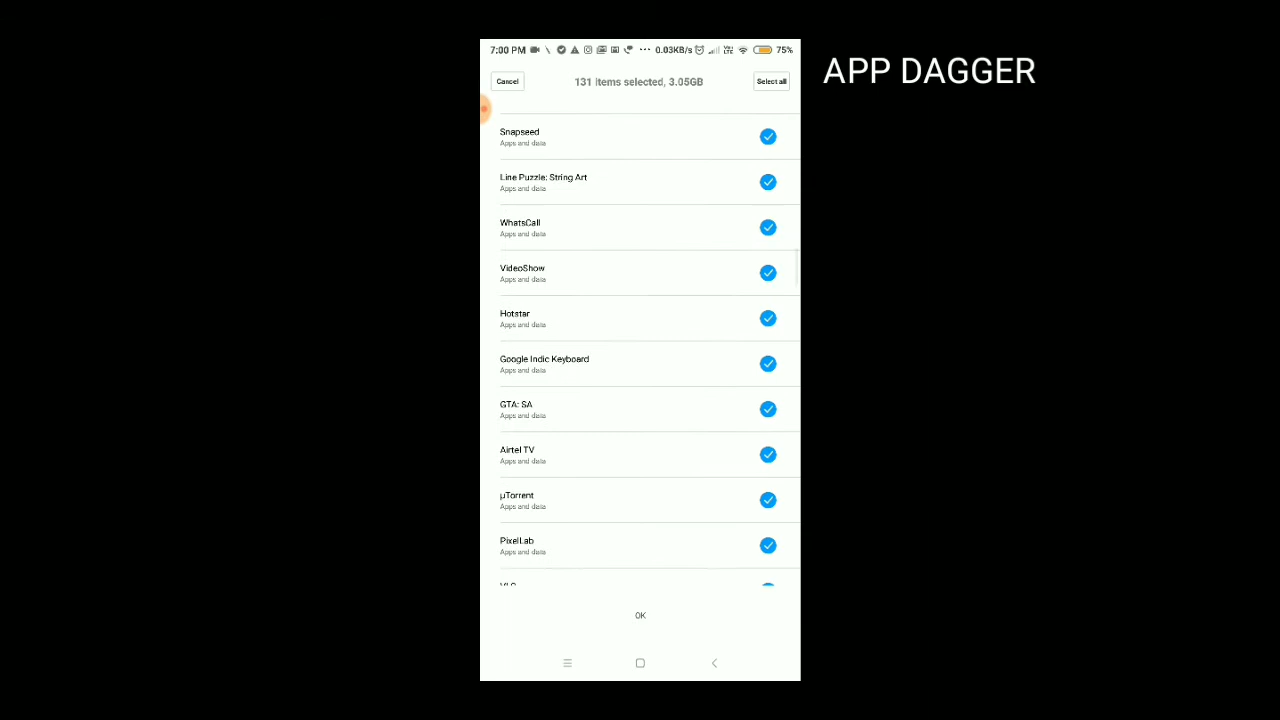 7:00 PM ... 0.03KB/s 75%
APP DAGGER
Cancel
131 items selected, 3.05GB
Select all
Snapseed
Apps and data
Line Puzzle: String Art
Apps and data
WhatsCall
Apps and data
VideoShow
Apps and data
Hotstar
Apps and data
Google Indic Keyboard
Apps and data
GTA: SA
Apps and data
Airtel TV
Apps and data
µTorrent
Apps and data
PixelLab
Apps and data
OK